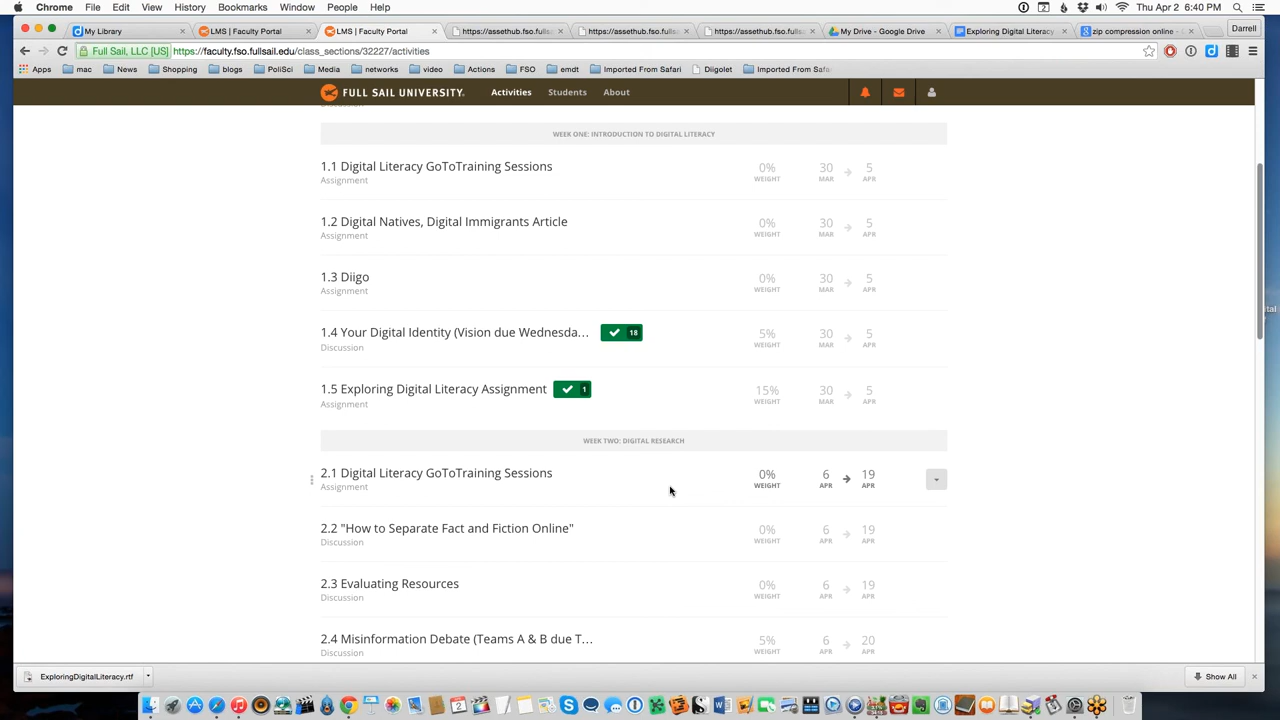 Chrome File Edit View History Bookmarks Window People Help
Thu Apr 2 6:40 PM
My Library
LMS | Faculty Portal
LMS | Faculty Portal
https://assethub.fso.fullsail
https://assethub.fso.fullsail
https://assethub.fso.fullsail
My Drive - Google Drive
Exploring Digital Literacy
zip compression online -
Darrell
Full Sail, LLC [US] https://faculty.fso.fullsail.edu/class_sections/32227/activities
Apps mac News Shopping blogs PoliSci Media networks video Actions FSO emdt Imported From Safari Diigolet Imported From Safa
FULL SAIL UNIVERSITY. Activities Students About
Discussion
WEEK ONE: INTRODUCTION TO DIGITAL LITERACY
1.1 Digital Literacy GoToTraining Sessions
Assignment
0% WEIGHT 30 MAR 5 APR
1.2 Digital Natives, Digital Immigrants Article
Assignment
0% WEIGHT 30 MAR 5 APR
1.3 Diigo
Assignment
0% WEIGHT 30 MAR 5 APR
1.4 Your Digital Identity (Vision due Wednesda... 18
Discussion
5% WEIGHT 30 MAR 5 APR
1.5 Exploring Digital Literacy Assignment 1
Assignment
15% WEIGHT 30 MAR 5 APR
WEEK TWO: DIGITAL RESEARCH
2.1 Digital Literacy GoToTraining Sessions
Assignment
0% WEIGHT 6 APR 19 APR
2.2 "How to Separate Fact and Fiction Online"
Discussion
0% WEIGHT 6 APR 19 APR
2.3 Evaluating Resources
Discussion
0% WEIGHT 6 APR 19 APR
2.4 Misinformation Debate (Teams A & B due T...
Discussion
5% WEIGHT 6 APR 20 APR
ExploringDigitalLiteracy.rtf
Show All